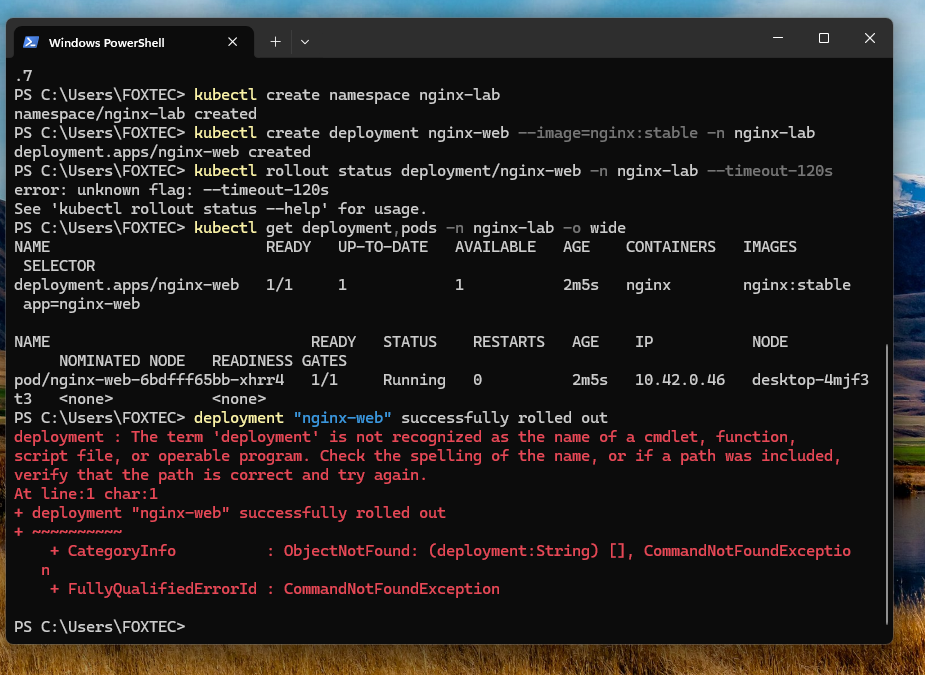 Windows PowerShell
.7
PS C:\Users\FOXTEC> kubectl create namespace nginx-lab
namespace/nginx-lab created
PS C:\Users\FOXTEC> kubectl create deployment nginx-web --image=nginx:stable -n nginx-lab
deployment.apps/nginx-web created
PS C:\Users\FOXTEC> kubectl rollout status deployment/nginx-web -n nginx-lab --timeout-120s
error: unknown flag: --timeout-120s
See 'kubectl rollout status --help' for usage.
PS C:\Users\FOXTEC> kubectl get deployment,pods -n nginx-lab -o wide
NAME                        READY   UP-TO-DATE   AVAILABLE   AGE    CONTAINERS   IMAGES
 SELECTOR
deployment.apps/nginx-web   1/1     1            1           2m5s   nginx        nginx:stable
 app=nginx-web
NAME                             READY   STATUS    RESTARTS   AGE    IP           NODE
     NOMINATED NODE   READINESS GATES
pod/nginx-web-6bdfff65bb-xhrr4   1/1     Running   0          2m5s   10.42.0.46   desktop-4mjf3
t3   <none>           <none>
PS C:\Users\FOXTEC> deployment "nginx-web" successfully rolled out
deployment : The term 'deployment' is not recognized as the name of a cmdlet, function,
script file, or operable program. Check the spelling of the name, or if a path was included,
verify that the path is correct and try again.
At line:1 char:1
+ deployment "nginx-web" successfully rolled out
+ ~~~~~~~~~~
    + CategoryInfo          : ObjectNotFound: (deployment:String) [], CommandNotFoundExceptio
   n
    + FullyQualifiedErrorId : CommandNotFoundException
PS C:\Users\FOXTEC>